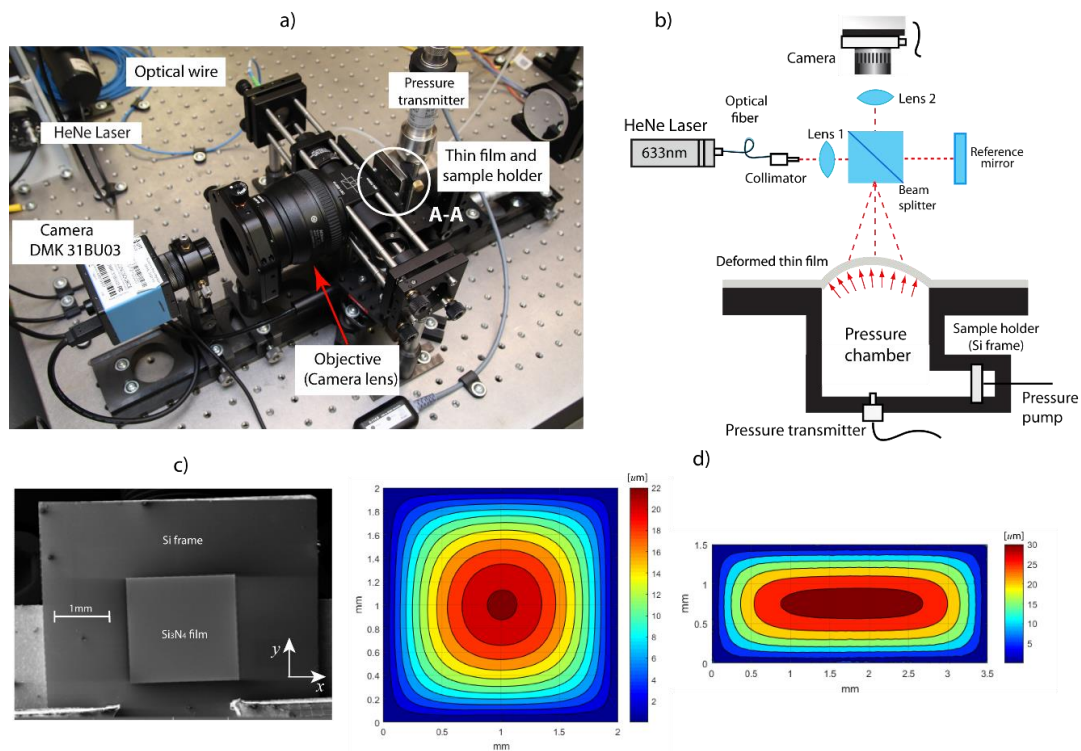 a)
Optical wire
HeNe Laser
Pressure
transmitter
Thin film and
sample holder
A-A
Camera
DMK 31BU03
Objective
(Camera lens)
b)
Camera
Lens 2
Optical
fiber
HeNe Laser
633nm
Lens 1
Collimator
Reference
mirror
Beam
splitter
Deformed thin film
Pressure
chamber
Sample holder
(Si frame)
Pressure
pump
Pressure transmitter
c)
Si frame
1mm
Si₃N₄ film
y
x
[um]
2
1.8
1.6
1.4
1.2
1
0.8
0.6
0.4
0.2
0
mm
0 0.5 1 1.5 2
mm
22
20
18
16
14
12
10
8
6
4
2
d)
[um]
1.5
1
0.5
0
mm
0 0.5 1 1.5 2 2.5 3 3.5
mm
30
25
20
15
10
5